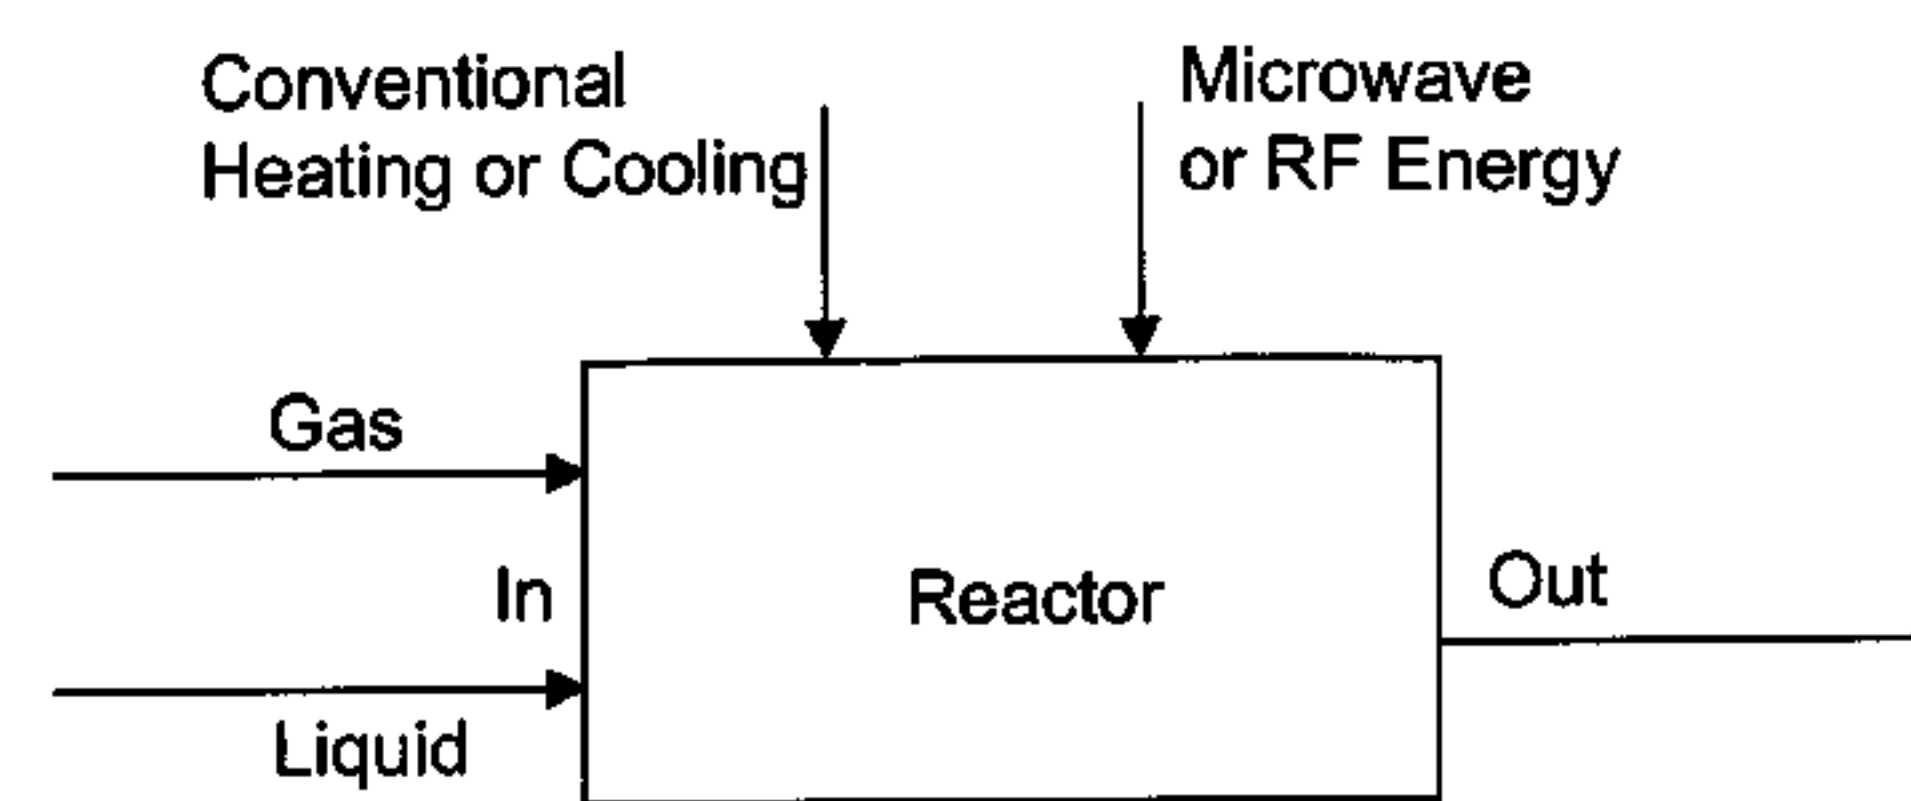 Conventional
Heating or Cooling
Microwave
or RF Energy
Gas
In
Reactor
Out
Liquid